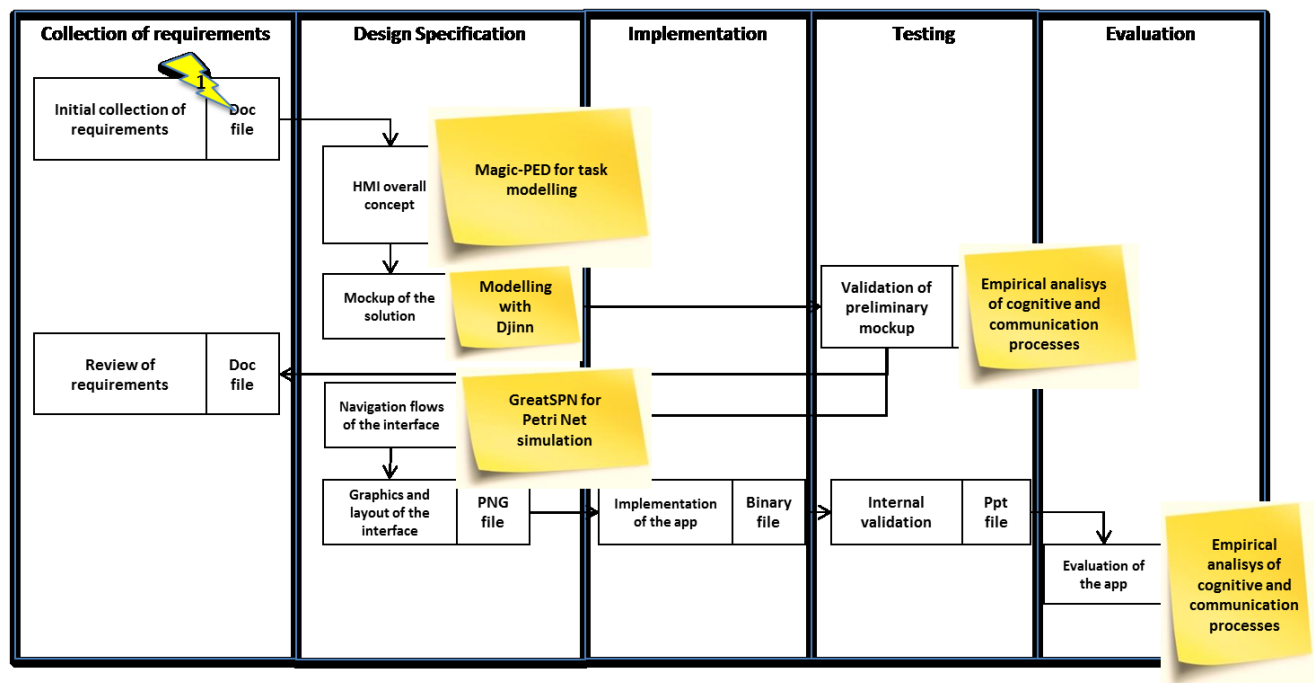 Collection of requirements
Design Specification
Implementation
Testing
Evaluation
1
Initial collection of
requirements
Doc
file
HMI overall
concept
Magic-PED for task
modelling
Mockup of the
solution
Modelling
with
Djinn
Validation of
preliminary
mockup
Empirical analisys
of cognitive and
communication
processes
Review of
requirements
Doc
file
Navigation flows
of the interface
GreatSPN for
Petri Net
simulation
Graphics and
layout of the
interface
PNG
file
Implementation
of the app
Binary
file
Internal
validation
Ppt
file
Evaluation of
the app
Empirical
analisys of
cognitive and
communication
processes